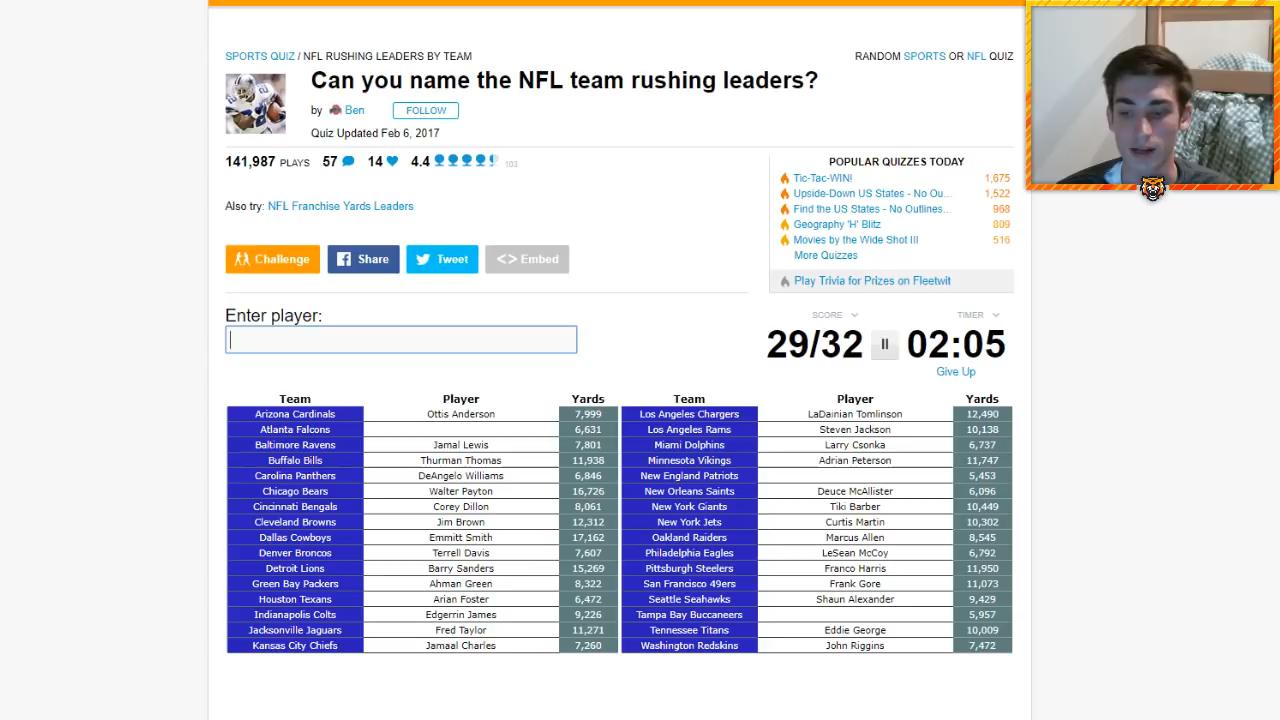 SPORTS QUIZ / NFL RUSHING LEADERS BY TEAM
RANDOM SPORTS OR NFL QUIZ
Can you name the NFL team rushing leaders?
by Ben FOLLOW
Quiz Updated Feb 6, 2017
141,987 PLAYS 57 14 4.4 103
Also try: NFL Franchise Yards Leaders
Challenge Share Tweet <> Embed
POPULAR QUIZZES TODAY
Tic-Tac-WIN! 1,675
Upside-Down US States - No Ou... 1,522
Find the US States - No Outlines... 968
Geography 'H' Blitz 809
Movies by the Wide Shot III 516
More Quizzes
Play Trivia for Prizes on Fleetwit
Enter player:
SCORE TIMER
29/32 02:05
Give Up
Team Player Yards Team Player Yards
Arizona Cardinals Ottis Anderson 7,999 Los Angeles Chargers LaDainian Tomlinson 12,490
Atlanta Falcons 6,631 Los Angeles Rams Steven Jackson 10,138
Baltimore Ravens Jamal Lewis 7,801 Miami Dolphins Larry Csonka 6,737
Buffalo Bills Thurman Thomas 11,938 Minnesota Vikings Adrian Peterson 11,747
Carolina Panthers DeAngelo Williams 6,846 New England Patriots 5,453
Chicago Bears Walter Payton 16,726 New Orleans Saints Deuce McAllister 6,096
Cincinnati Bengals Corey Dillon 8,061 New York Giants Tiki Barber 10,449
Cleveland Browns Jim Brown 12,312 New York Jets Curtis Martin 10,302
Dallas Cowboys Emmitt Smith 17,162 Oakland Raiders Marcus Allen 8,545
Denver Broncos Terrell Davis 7,607 Philadelphia Eagles LeSean McCoy 6,792
Detroit Lions Barry Sanders 15,269 Pittsburgh Steelers Franco Harris 11,950
Green Bay Packers Ahman Green 8,322 San Francisco 49ers Frank Gore 11,073
Houston Texans Arian Foster 6,472 Seattle Seahawks Shaun Alexander 9,429
Indianapolis Colts Edgerrin James 9,226 Tampa Bay Buccaneers 5,957
Jacksonville Jaguars Fred Taylor 11,271 Tennessee Titans Eddie George 10,009
Kansas City Chiefs Jamaal Charles 7,260 Washington Redskins John Riggins 7,472